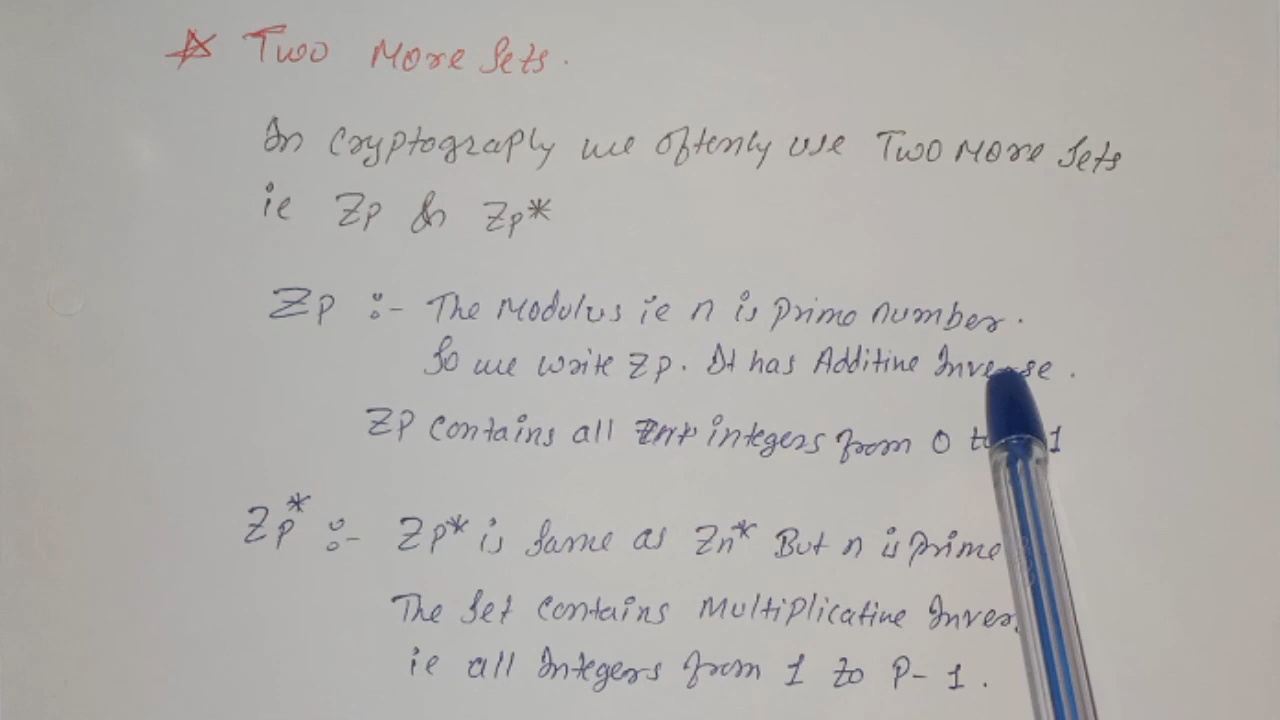 ☆ Two More Sets.
In Cryptography we oftenly use Two More Sets
ie Zp & Zp*
Zp :- The Modulus ie n is Prime number.
So we write Zp. It has Additive Inverse.
Zp contains all integers from 0 to 1
Zp* :- Zp* is same as Zn* But n is prime
The Set contains Multiplicative
ie all Integers from 1 to P-1.